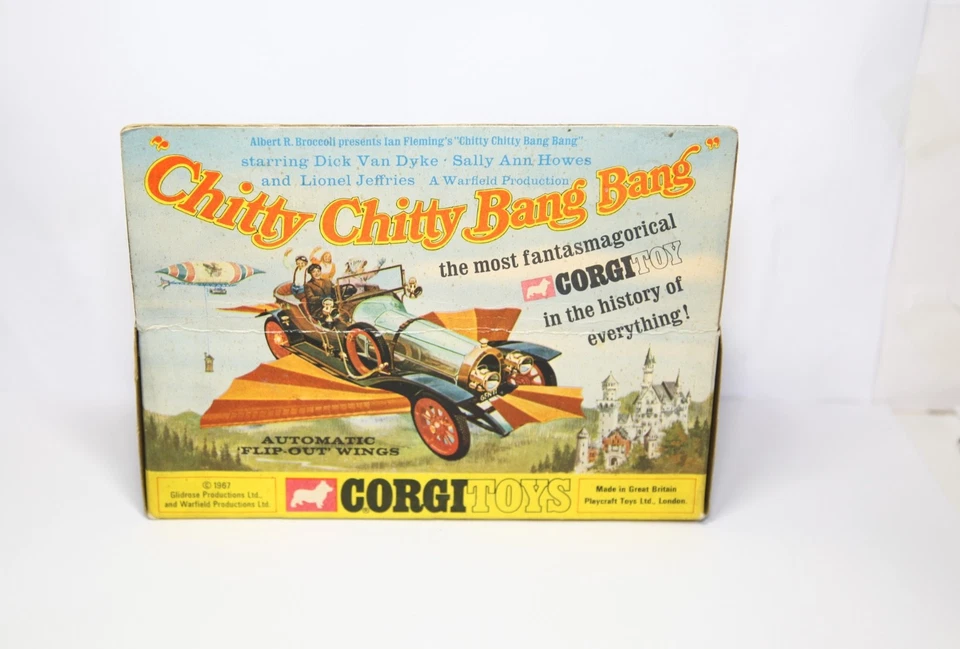 Albert R. Broccoli presents Ian Fleming's "Chitty Chitty Bang Bang"
starring Dick Van Dyke · Sally Ann Howes
and Lionel Jeffries A Warfield Production
"Chitty Chitty Bang Bang"
the most fantasmagorical
CORGI TOY
in the history of
everything!
AUTOMATIC
'FLIP-OUT' WINGS
© 1967
Glidrose Productions Ltd.,
and Warfield Productions Ltd.
CORGI TOYS
Made in Great Britain
Playcraft Toys Ltd., London.